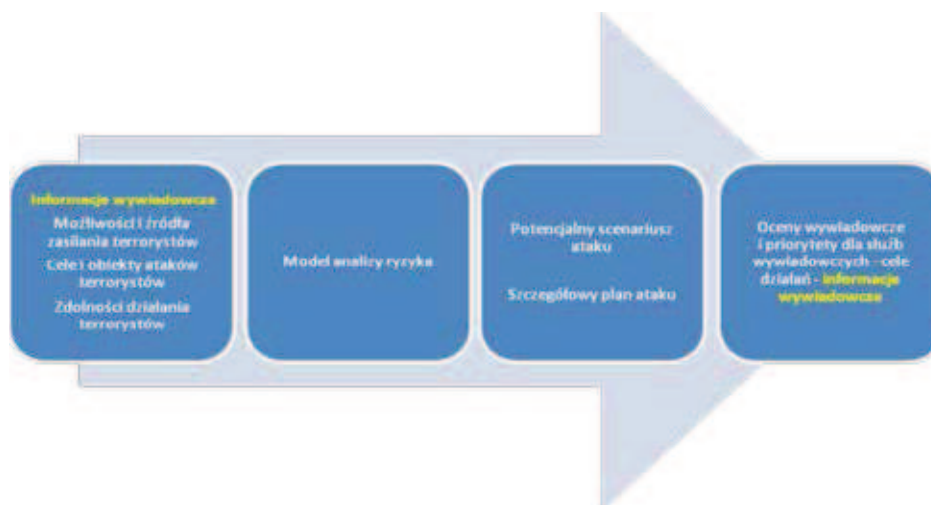 Informacje wywiadowcze
Możliwości i źródła
zasilania terrorystów
Cele i obiekty ataków
terrorystów
Zdolności działania
terrorystów
Model analizy ryzyka
Potencjalny scenariusz
ataku
Szczegółowy plan ataku
Oceny wywiadowcze
i priorytety dla służb
wywiadowczych - cele
działań - informacje
wywiadowcze